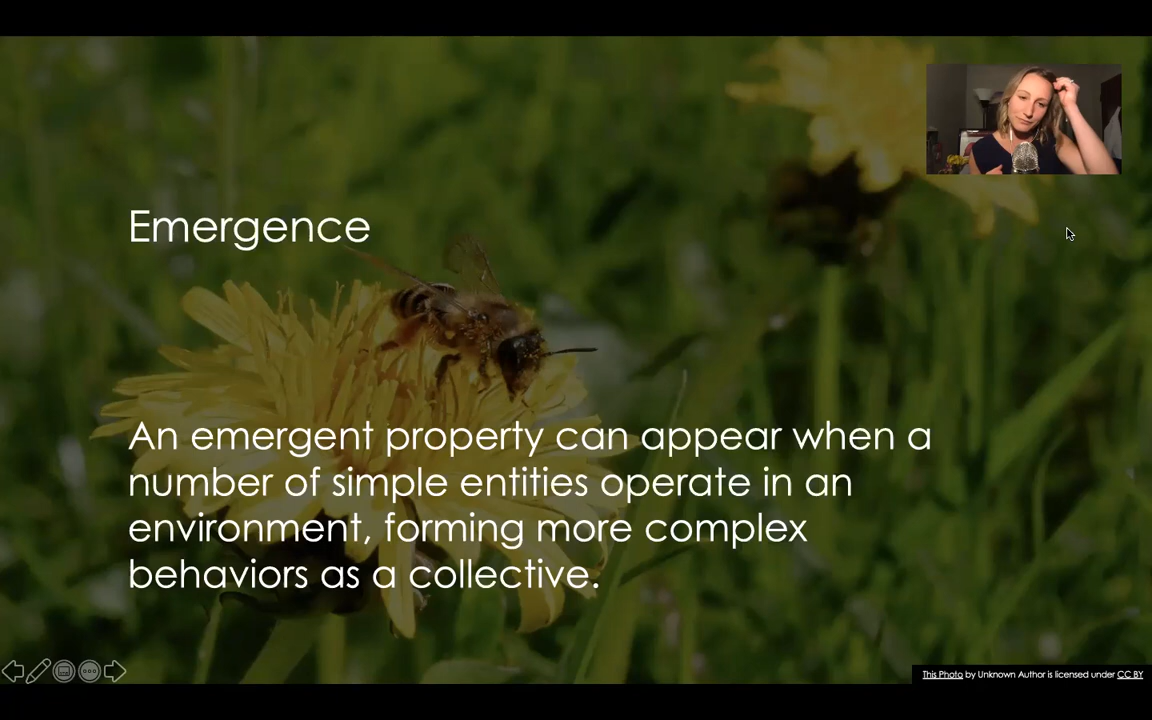 Emergence
An emergent property can appear when a
number of simple entities operate in an
environment, forming more complex
behaviors as a collective.
This Photo by Unknown Author is licensed under CC BY